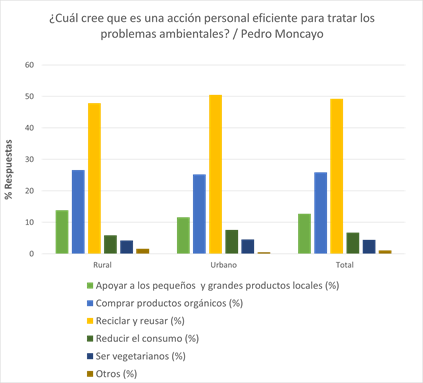 ¿Cuál cree que es una acción personal eficiente para tratar los
problemas ambientales? / Pedro Moncayo
60
50
40
30
20
10
0
% Respuestas
Rural Urbano Total
Apoyar a los pequeños y grandes productos locales (%)
Comprar productos orgánicos (%)
Reciclar y reusar (%)
Reducir el consumo (%)
Ser vegetarianos (%)
Otros (%)